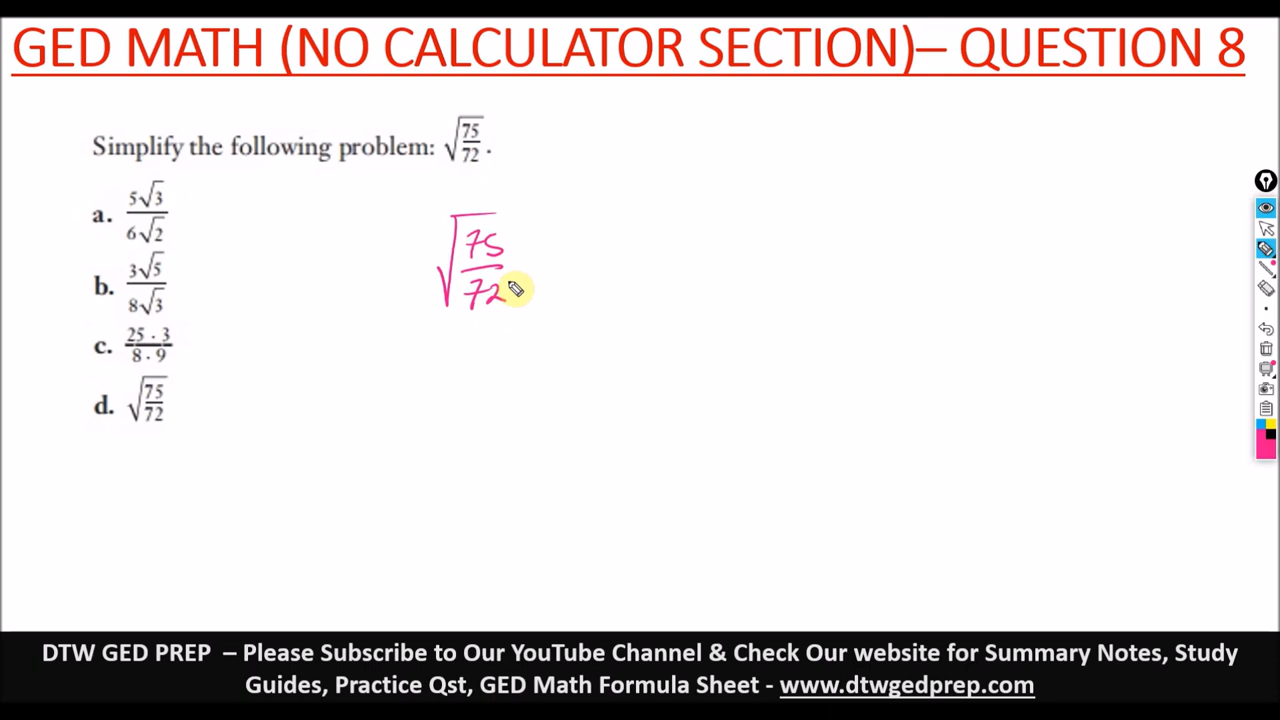 GED MATH (NO CALCULATOR SECTION)– QUESTION 8
Simplify the following problem: √(75/72).
a. 5√3/6√2
b. 3√5/8√3
c. 25 · 3/8 · 9
d. √(75/72)
√(75/72)
DTW GED PREP – Please Subscribe to Our YouTube Channel & Check Our website for Summary Notes, Study
Guides, Practice Qst, GED Math Formula Sheet - www.dtwgedprep.com